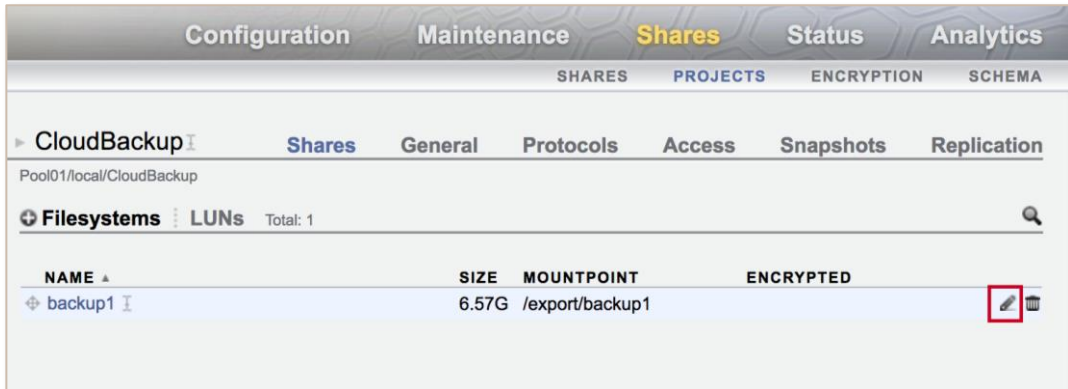 Configuration Maintenance Shares Status Analytics
SHARES PROJECTS ENCRYPTION SCHEMA
CloudBackup Shares General Protocols Access Snapshots Replication
Pool01/local/CloudBackup
Filesystems LUNs Total: 1
NAME SIZE MOUNTPOINT ENCRYPTED
backup1 6.57G /export/backup1